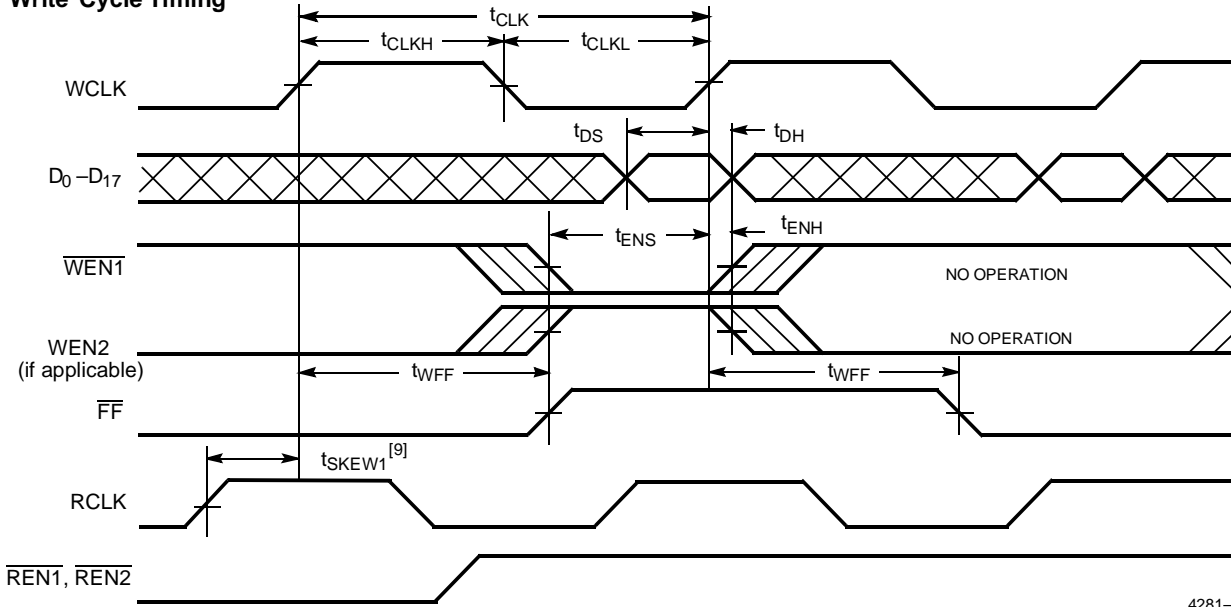 Write Cycle Timing
tCLK
tCLKH
tCLKL
WCLK
tDS
tDH
D0 –D17
tENS
tENH
WEN1
NO OPERATION
WEN2
(if applicable)
NO OPERATION
tWFF
tWFF
FF
tSKEW1[9]
RCLK
REN1, REN2
4281–